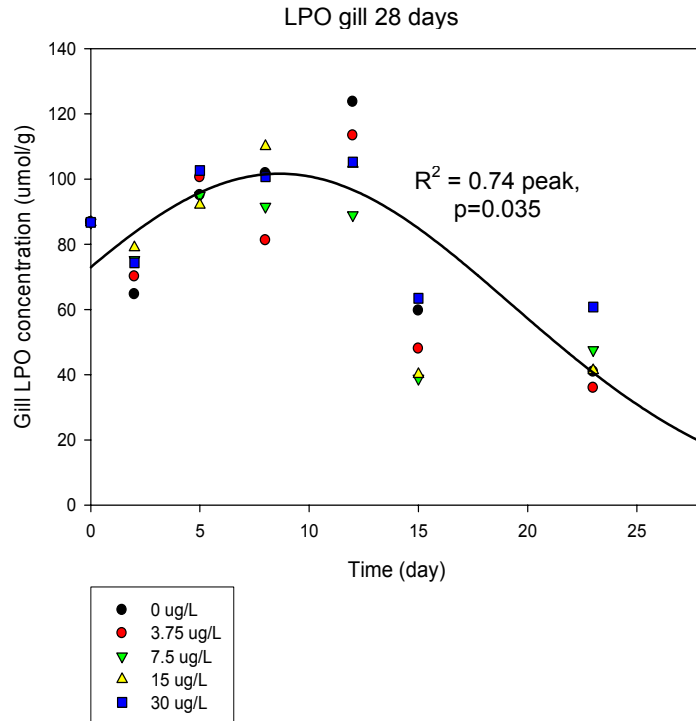 LPO gill 28 days
140
120
100
80
60
40
20
0
Gill LPO concentration (umol/g)
R² = 0.74 peak,
p=0.035
0 5 10 15 20 25
Time (day)
0 ug/L
3.75 ug/L
7.5 ug/L
15 ug/L
30 ug/L